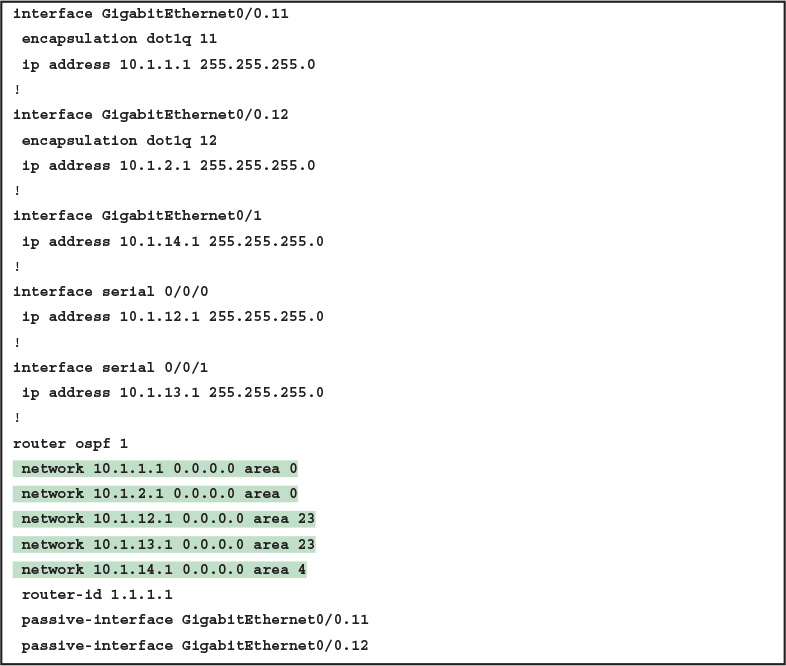 interface GigabitEthernet0/0.11
 encapsulation dot1q 11
 ip address 10.1.1.1 255.255.255.0
!
interface GigabitEthernet0/0.12
 encapsulation dot1q 12
 ip address 10.1.2.1 255.255.255.0
!
interface GigabitEthernet0/1
 ip address 10.1.14.1 255.255.255.0
!
interface serial 0/0/0
 ip address 10.1.12.1 255.255.255.0
!
interface serial 0/0/1
 ip address 10.1.13.1 255.255.255.0
!
router ospf 1
 network 10.1.1.1 0.0.0.0 area 0
 network 10.1.2.1 0.0.0.0 area 0
 network 10.1.12.1 0.0.0.0 area 23
 network 10.1.13.1 0.0.0.0 area 23
 network 10.1.14.1 0.0.0.0 area 4
 router-id 1.1.1.1
 passive-interface GigabitEthernet0/0.11
 passive-interface GigabitEthernet0/0.12